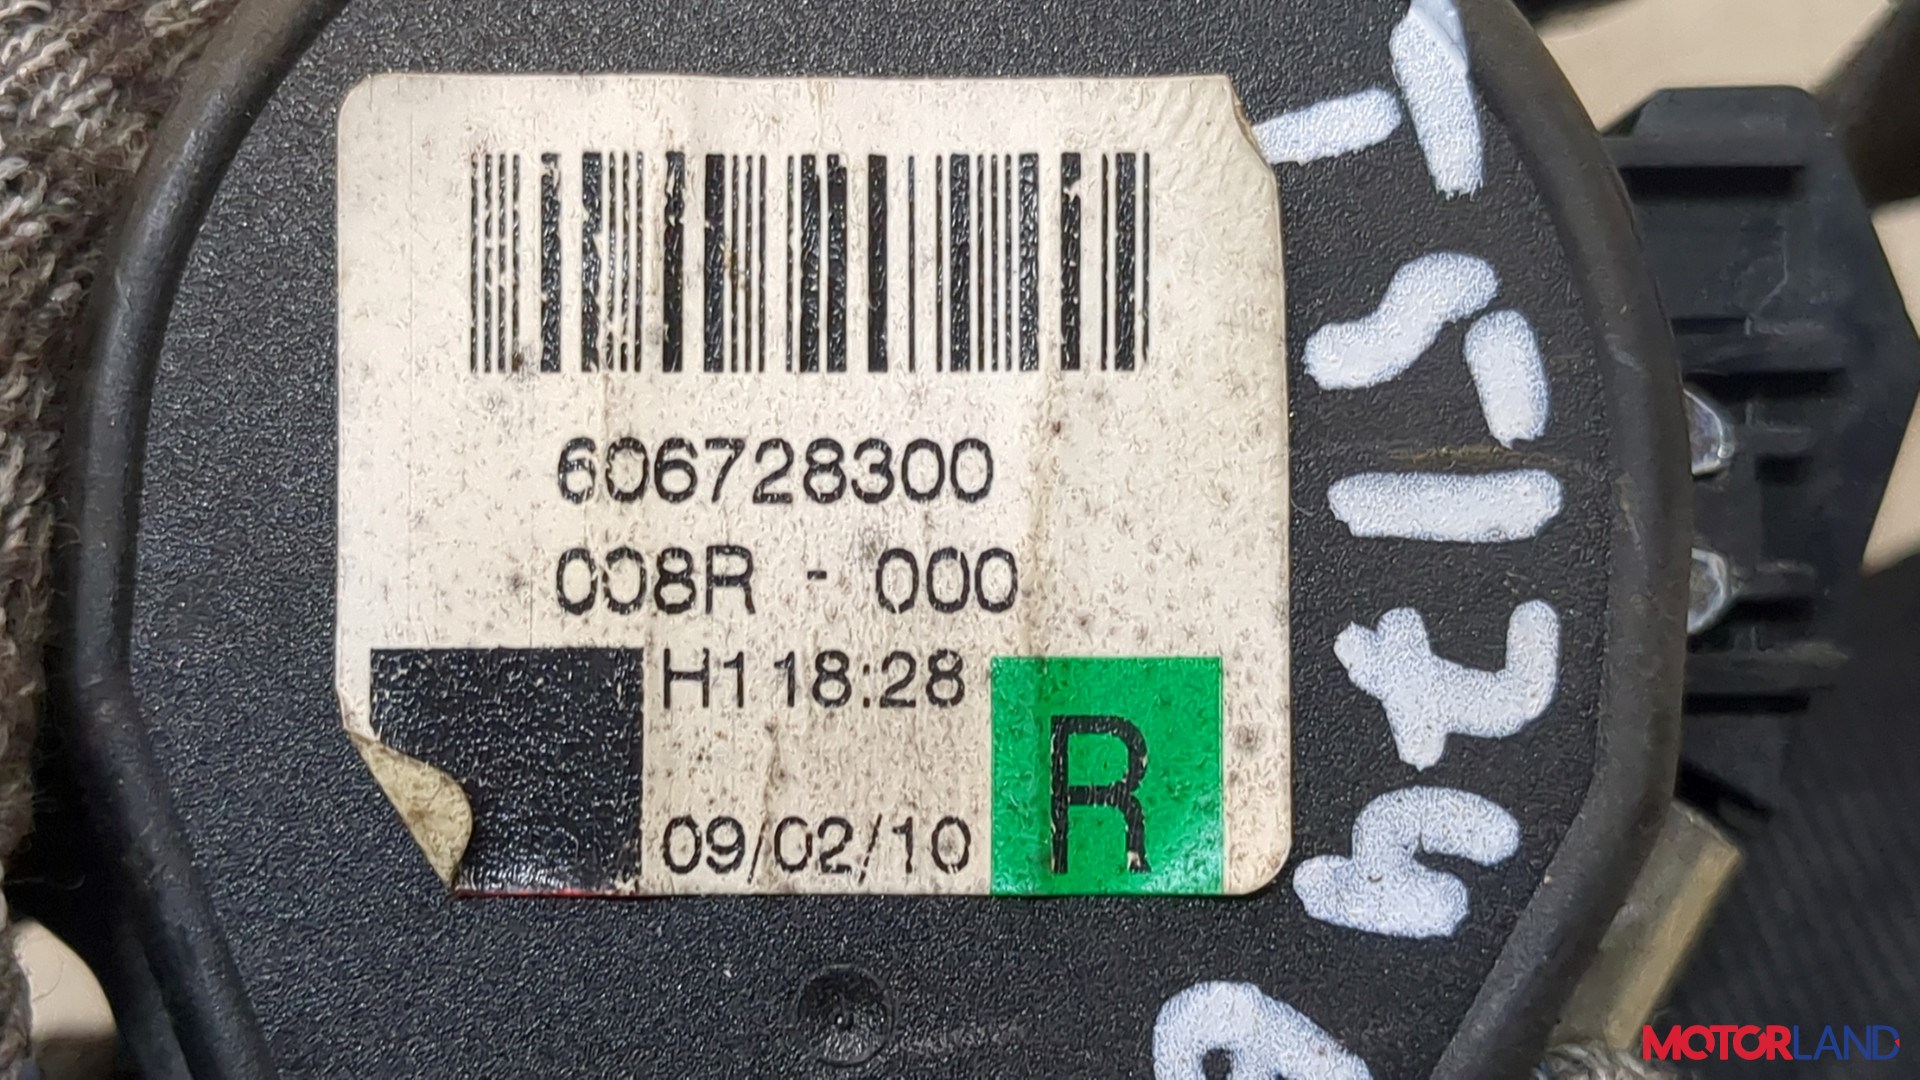 606728300
008R - 000
H1 18:28
09/02/10
R
MOTORLAND